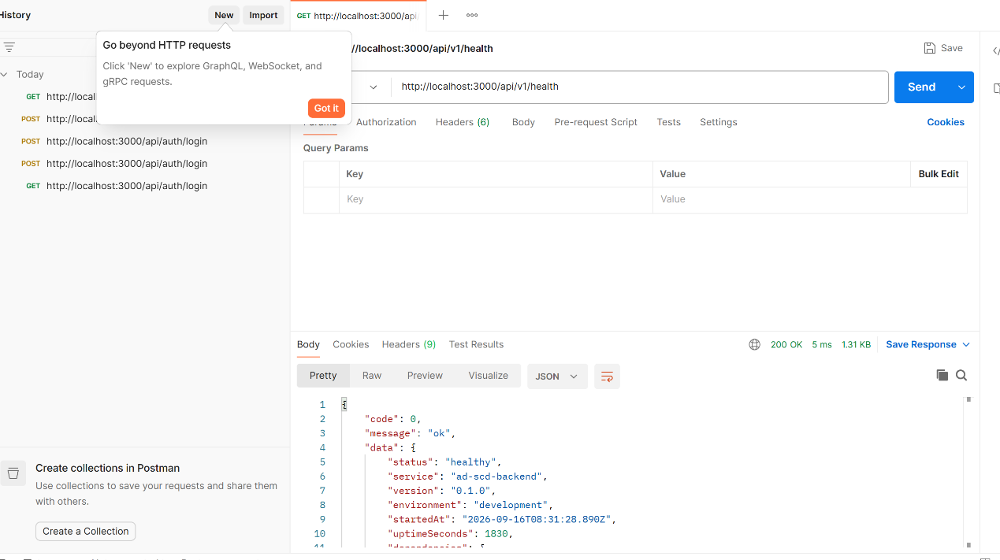 History
New
Import
GET http://localhost:3000/api/
Go beyond HTTP requests
Click 'New' to explore GraphQL, WebSocket, and
gRPC requests.
Got it
//localhost:3000/api/v1/health
Save
http://localhost:3000/api/v1/health
Send
Today
GET http://local
POST http://local
POST http://localhost:3000/api/auth/login
POST http://localhost:3000/api/auth/login
GET http://localhost:3000/api/auth/login
Params
Authorization
Headers (6)
Body
Pre-request Script
Tests
Settings
Cookies
Query Params
Key
Value
Bulk Edit
Key
Value
Body
Cookies
Headers (9)
Test Results
200 OK
5 ms
1.31 KB
Save Response
Pretty
Raw
Preview
Visualize
JSON
1 {
2 "code": 0,
3 "message": "ok",
4 "data": {
5 "status": "healthy",
6 "service": "ad-scd-backend",
7 "version": "0.1.0",
8 "environment": "development",
9 "startedAt": "2026-09-16T08:31:28.890Z",
10 "uptimeSeconds": 1830,
11 "dependencies": {
Create collections in Postman
Use collections to save your requests and share them
with others.
Create a Collection